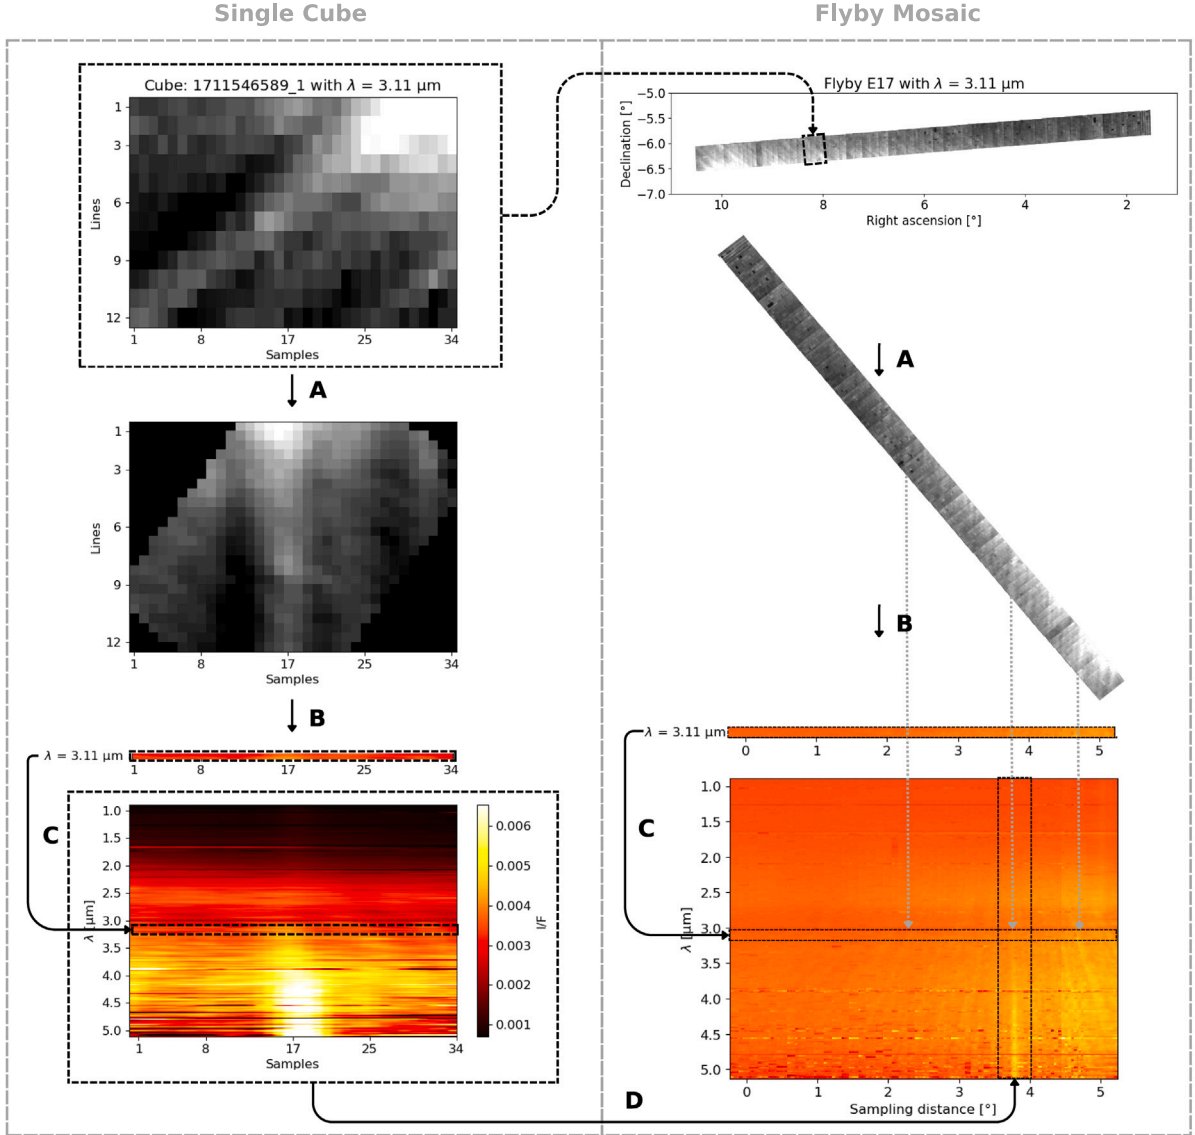 Single Cube
Flyby Mosaic
Cube: 1711546589_1 with λ = 3.11 μm
1
3
6
9
12
Lines
1 8 17 25 34
Samples
A
1
3
6
9
12
Lines
1 8 17 25 34
Samples
B
λ = 3.11 μm
1 8 17 25 34
C
1.0
1.5
2.0
2.5
3.0
3.5
4.0
4.5
5.0
λ [μm]
1 8 17 25 34
Samples
0.006
0.005
0.004
0.003
0.002
0.001
I/F
Flyby E17 with λ = 3.11 μm
−5.0
−5.5
−6.0
−6.5
−7.0
Declination [°]
10 8 6 4 2
Right ascension [°]
A
B
λ = 3.11 μm
0 1 2 3 4 5
C
1.0
1.5
2.0
2.5
3.0
3.5
4.0
4.5
5.0
λ [μm]
0 1 2 3 4 5
Sampling distance [°]
D